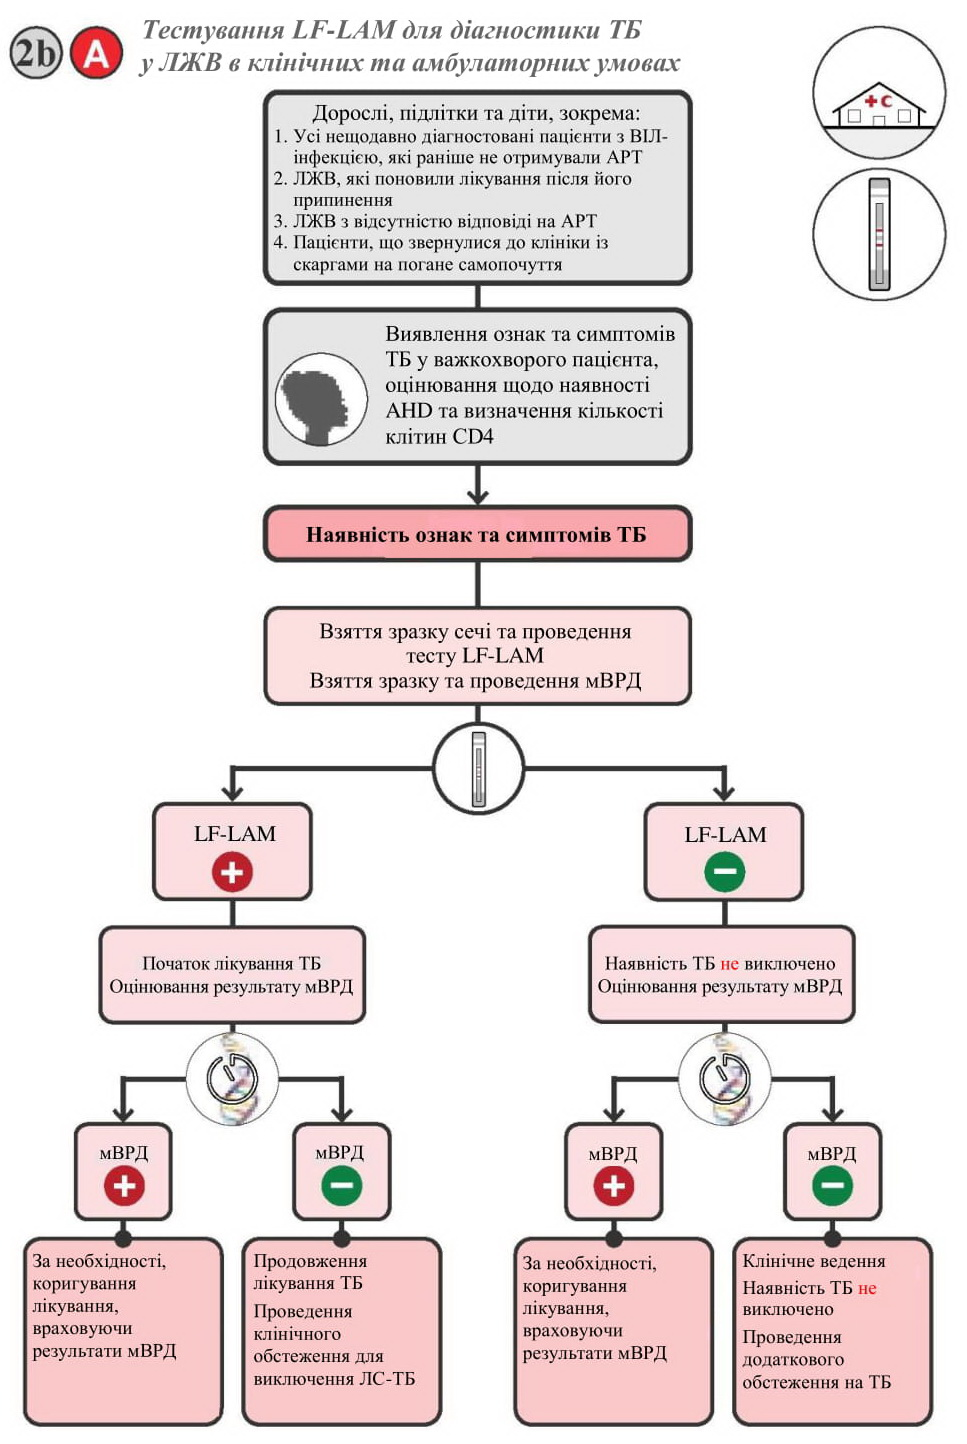 2b A Тестування LF-LAM для діагностики ТБ
у ЛЖВ в клінічних та амбулаторних умовах
Дорослі, підлітки та діти, зокрема:
1. Усі нещодавно діагностовані пацієнти з ВІЛ-
інфекцією, які раніше не отримували АРТ
2. ЛЖВ, які поновили лікування після його
припинення
3. ЛЖВ з відсутністю відповіді на АРТ
4. Пацієнти, що звернулися до клініки із
скаргами на погане самопочуття
Виявлення ознак та симптомів
ТБ у важкохворого пацієнта,
оцінювання щодо наявності
AHD та визначення кількості
клітин CD4
Наявність ознак та симптомів ТБ
Взяття зразку сечі та проведення
тесту LF-LAM
Взяття зразку та проведення мВРД
LF-LAM
Початок лікування ТБ
Оцінювання результату мВРД
мВРД
За необхідності,
коригування
лікування,
враховуючи
результати мВРД
мВРД
Продовження
лікування ТБ
Проведення
клінічного
обстеження для
виключення ЛС-ТБ
LF-LAM
Наявність ТБ не виключено
Оцінювання результату мВРД
мВРД
За необхідності,
коригування
лікування,
враховуючи
результати мВРД
мВРД
Клінічне ведення
Наявність ТБ не
виключено
Проведення
додаткового
обстеження на ТБ